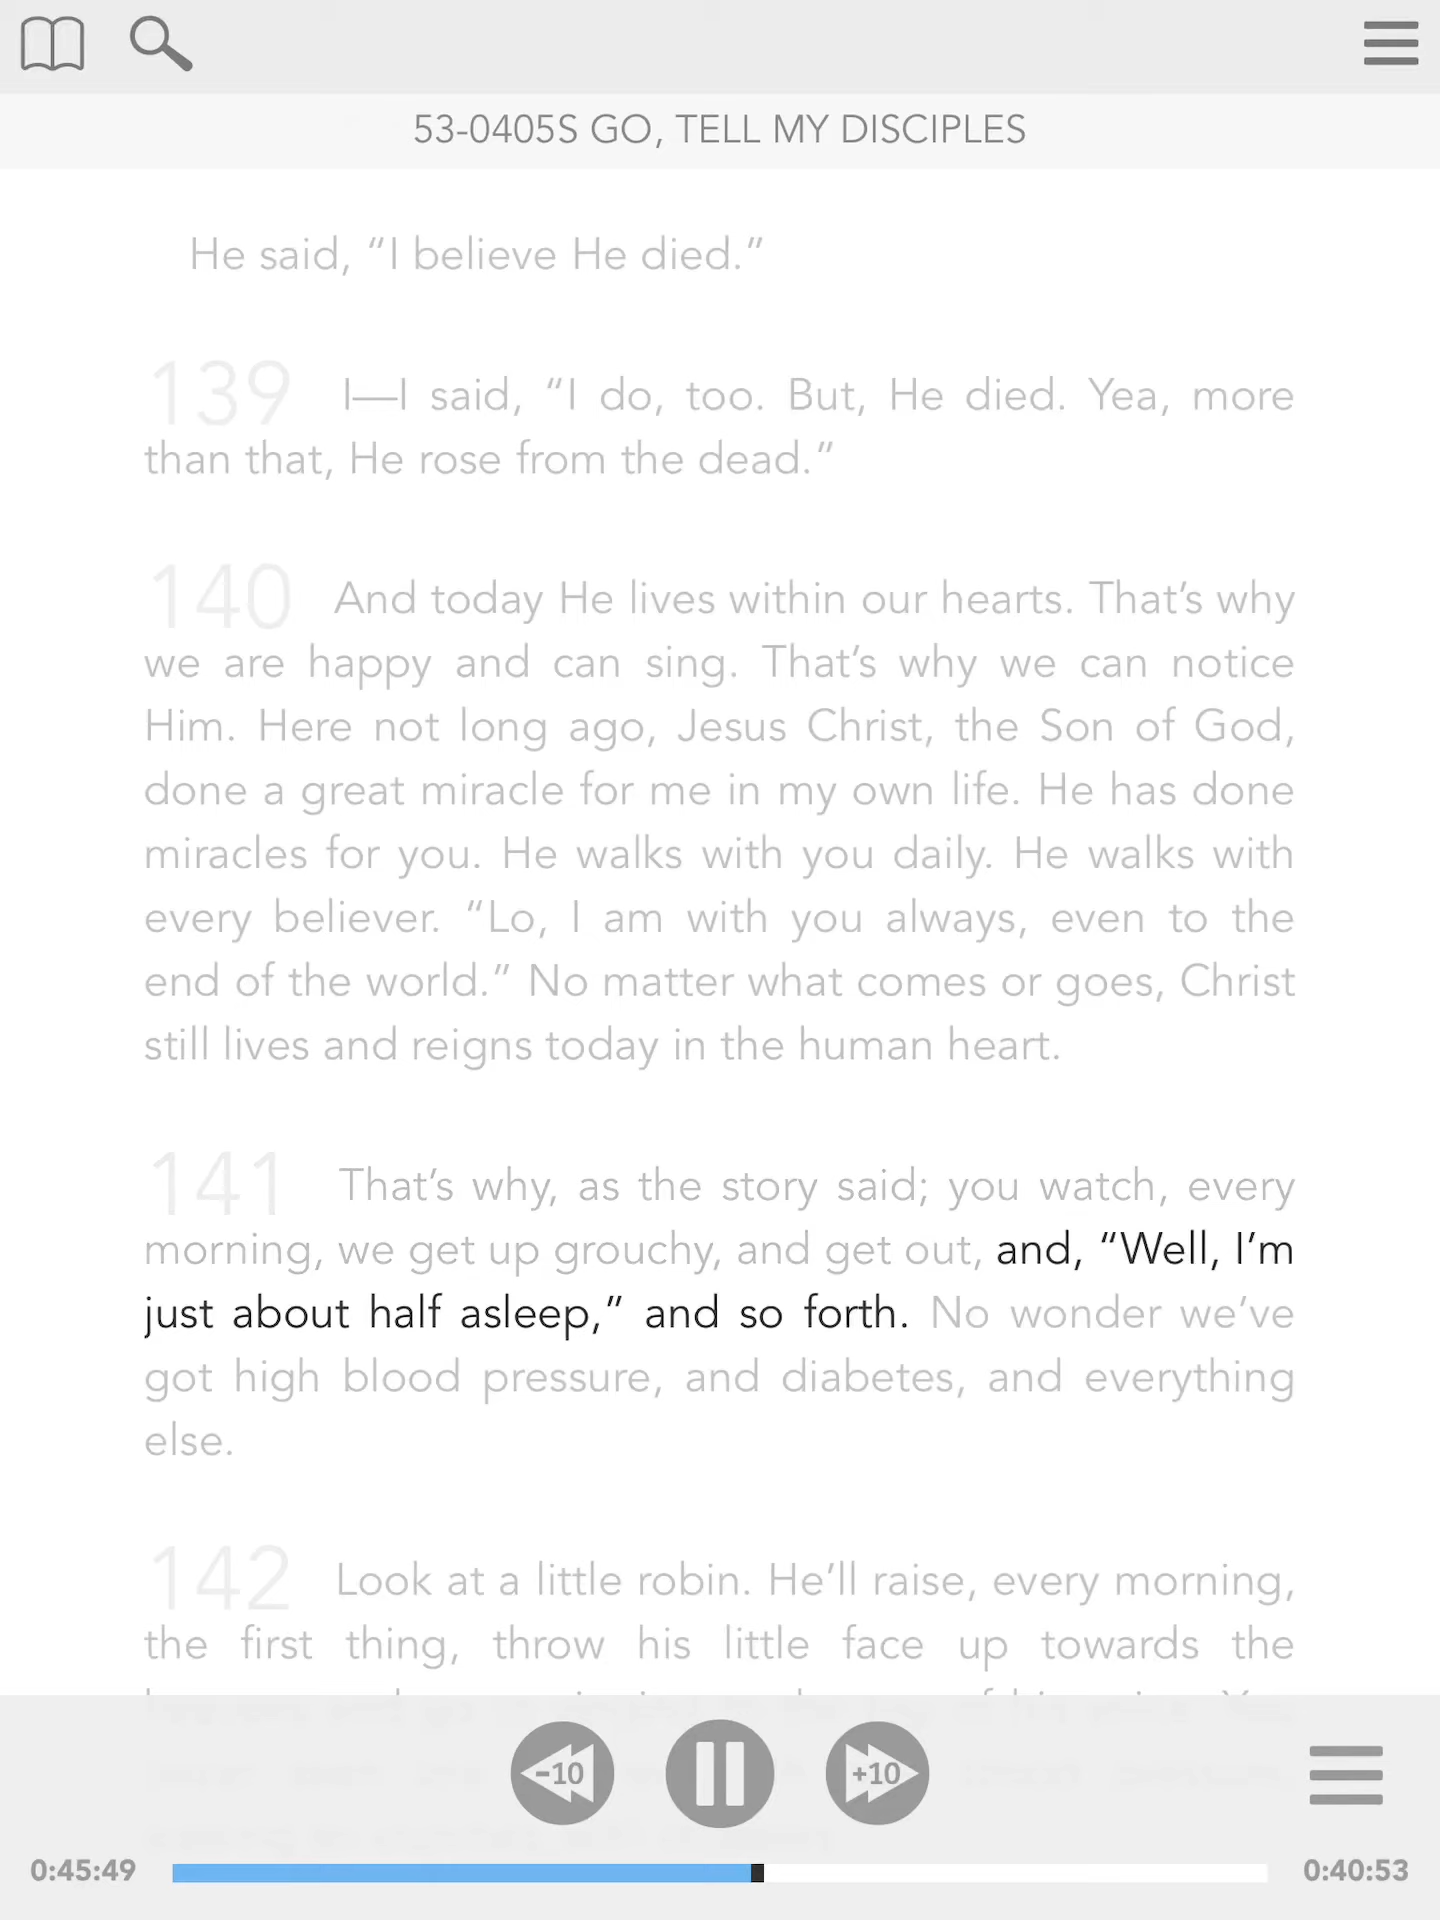 53-0405S GO, TELL MY DISCIPLES
He said, “I believe He died.”
139 I—I said, “I do, too. But, He died. Yea, more
than that, He rose from the dead.”
140 And today He lives within our hearts. That’s why
we are happy and can sing. That’s why we can notice
Him. Here not long ago, Jesus Christ, the Son of God,
done a great miracle for me in my own life. He has done
miracles for you. He walks with you daily. He walks with
every believer. “Lo, I am with you always, even to the
end of the world.” No matter what comes or goes, Christ
still lives and reigns today in the human heart.
141 That’s why, as the story said; you watch, every
morning, we get up grouchy, and get out, and, “Well, I’m
just about half asleep,” and so forth. No wonder we’ve
got high blood pressure, and diabetes, and everything
else.
142 Look at a little robin. He’ll raise, every morning,
the first thing, throw his little face up towards the
-10 +10
0:45:49 0:40:53